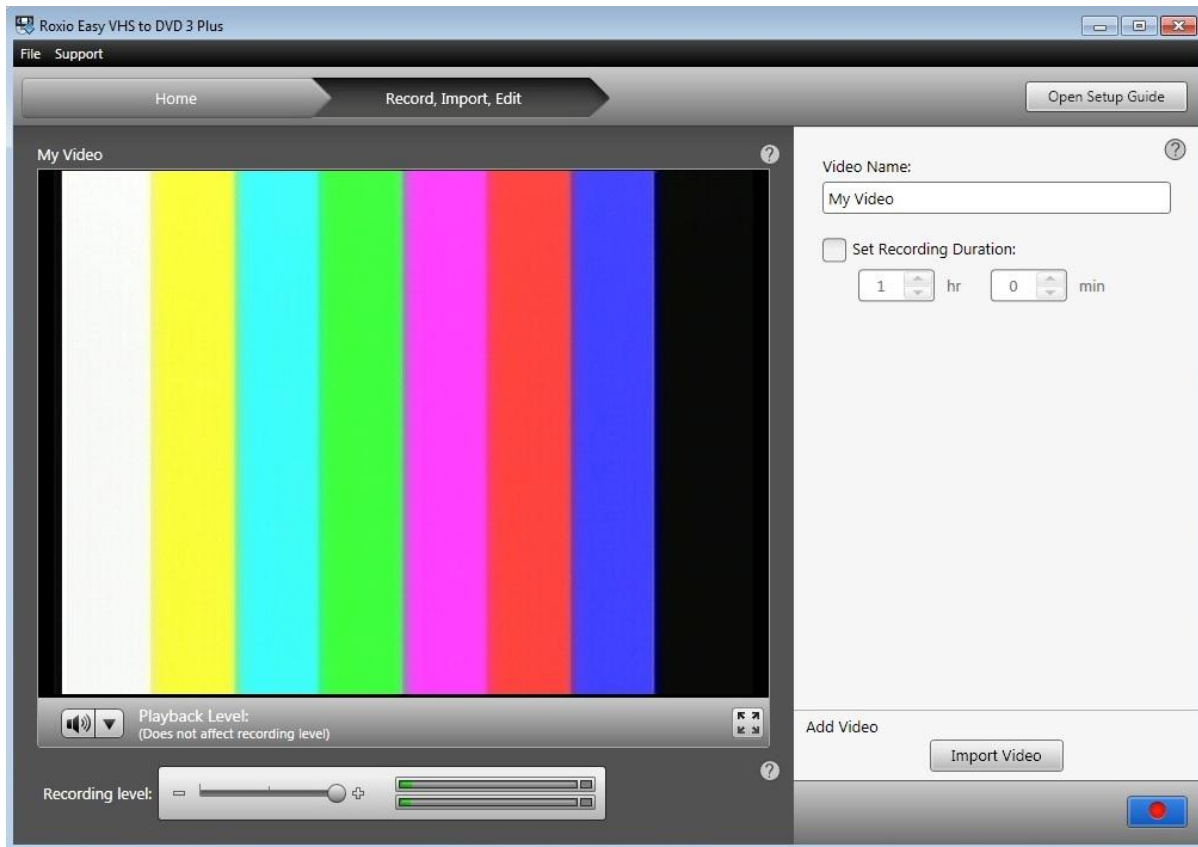 Roxio Easy VHS to DVD 3 Plus
File Support
Home Record, Import, Edit Open Setup Guide
My Video ?
?
Video Name:
My Video
Set Recording Duration:
1 hr 0 min
Playback Level:
(Does not affect recording level)
Add Video
Import Video
?
Recording level: